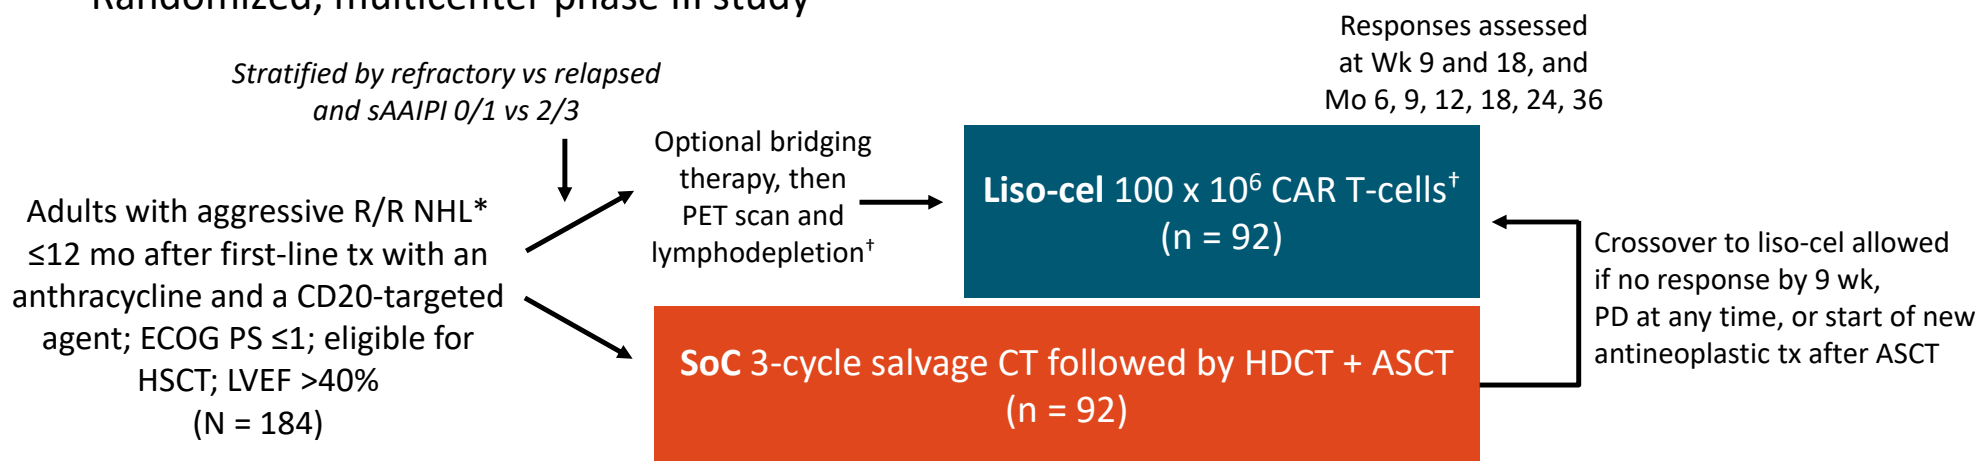 Randomized, multicenter phase III study
Stratified by refractory vs relapsed
and sAAIPI 0/1 vs 2/3
Adults with aggressive R/R NHL*
≤12 mo after first-line tx with an
anthracycline and a CD20-targeted
agent; ECOG PS ≤1; eligible for
HSCT; LVEF >40%
(N = 184)
Optional bridging
therapy, then
PET scan and
lymphodepletion†
Responses assessed
at Wk 9 and 18, and
Mo 6, 9, 12, 18, 24, 36
Liso-cel 100 x 10⁶ CAR T-cells†
(n = 92)
SoC 3-cycle salvage CT followed by HDCT + ASCT
(n = 92)
Crossover to liso-cel allowed
if no response by 9 wk,
PD at any time, or start of new
antineoplastic tx after ASCT